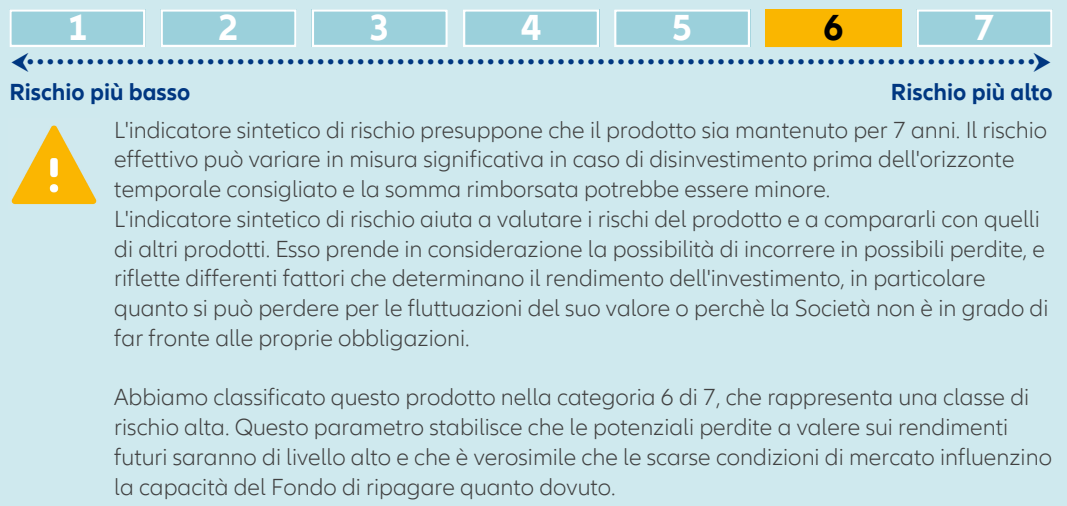 1 2 3 4 5 6 7
Rischio più basso Rischio più alto
L'indicatore sintetico di rischio presuppone che il prodotto sia mantenuto per 7 anni. Il rischio
effettivo può variare in misura significativa in caso di disinvestimento prima dell'orizzonte
temporale consigliato e la somma rimborsata potrebbe essere minore.
L'indicatore sintetico di rischio aiuta a valutare i rischi del prodotto e a compararli con quelli
di altri prodotti. Esso prende in considerazione la possibilità di incorrere in possibili perdite, e
riflette differenti fattori che determinano il rendimento dell'investimento, in particolare
quanto si può perdere per le fluttuazioni del suo valore o perchè la Società non è in grado di
far fronte alle proprie obbligazioni.
Abbiamo classificato questo prodotto nella categoria 6 di 7, che rappresenta una classe di
rischio alta. Questo parametro stabilisce che le potenziali perdite a valere sui rendimenti
futuri saranno di livello alto e che è verosimile che le scarse condizioni di mercato influenzino
la capacità del Fondo di ripagare quanto dovuto.